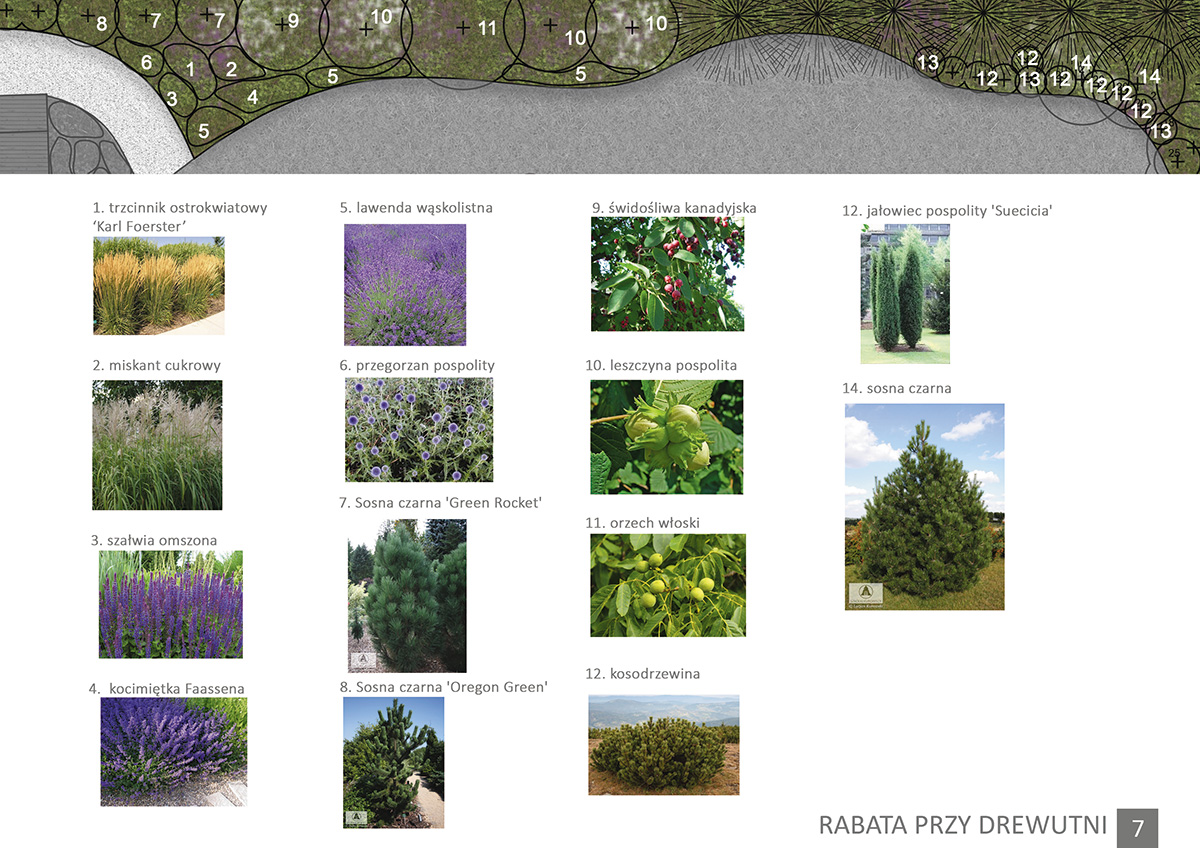 8
7
7
9
10
11
10
10
6
1
2
5
5
3
4
5
13
12
12
13
12
14
12
12
12
14
13
25
1. trzcinnik ostrokwiatowy
‘Karl Foerster’
2. miskant cukrowy
3. szałwia omszona
4. kocimiętka Faassena
5. lawenda wąskolistna
6. przegorzan pospolity
7. Sosna czarna 'Green Rocket'
8. Sosna czarna 'Oregon Green'
9. świdośliwa kanadyjska
10. leszczyna pospolita
11. orzech włoski
12. kosodrzewina
12. jałowiec pospolity 'Suecicia'
14. sosna czarna
RABATA PRZY DREWUTNI
7